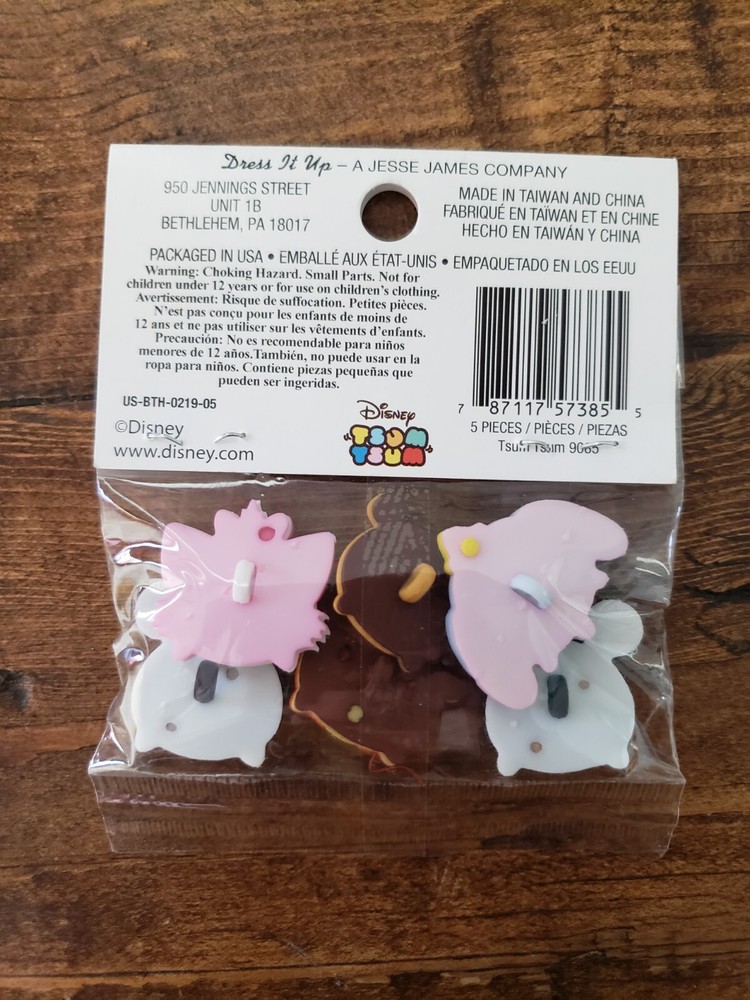 Dress It Up – A JESSE JAMES COMPANY
950 JENNINGS STREET
UNIT 1B
BETHLEHEM, PA 18017
MADE IN TAIWAN AND CHINA
FABRIQUÉ EN TAÏWAN ET EN CHINE
HECHO EN TAIWÁN Y CHINA
PACKAGED IN USA • EMBALLÉ AUX ÉTAT-UNIS • EMPAQUETADO EN LOS EEUU
Warning: Choking Hazard. Small Parts. Not for
children under 12 years or for use on children's clothing.
Avertissement: Risque de suffocation. Petites pièces.
N'est pas conçu pour les enfants de moins de
12 ans et ne pas utiliser sur les vêtements d'enfants.
Precaución: No es recomendable para niños
menores de 12 años.También, no puede usar en la
ropa para niños. Contiene piezas pequeñas que
pueden ser ingeridas.
US-BTH-0219-05
©Disney
www.disney.com
Disney
"TSUM
TSUM"
7 87117 57385 5
5 PIECES / PIÈCES / PIEZAS
Tsum Tsum